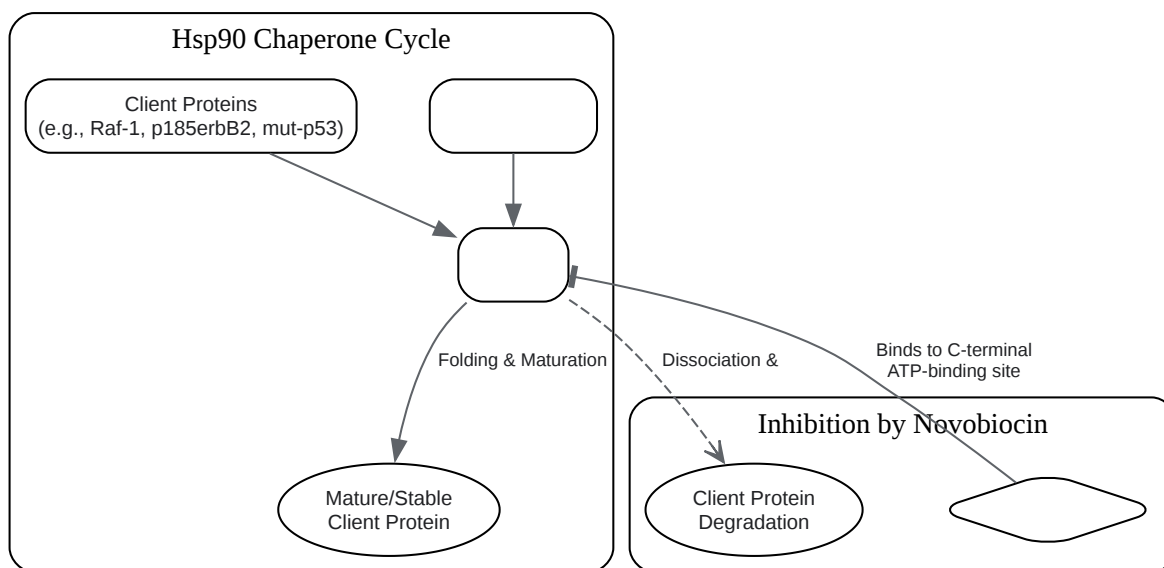 Hsp90 Chaperone Cycle
Client Proteins
(e.g., Raf-1, p185erbB2, mut-p53)
Folding & Maturation
Dissociation &
Binds to C-terminal
ATP-binding site
Inhibition by Novobiocin
Mature/Stable
Client Protein
Client Protein
Degradation